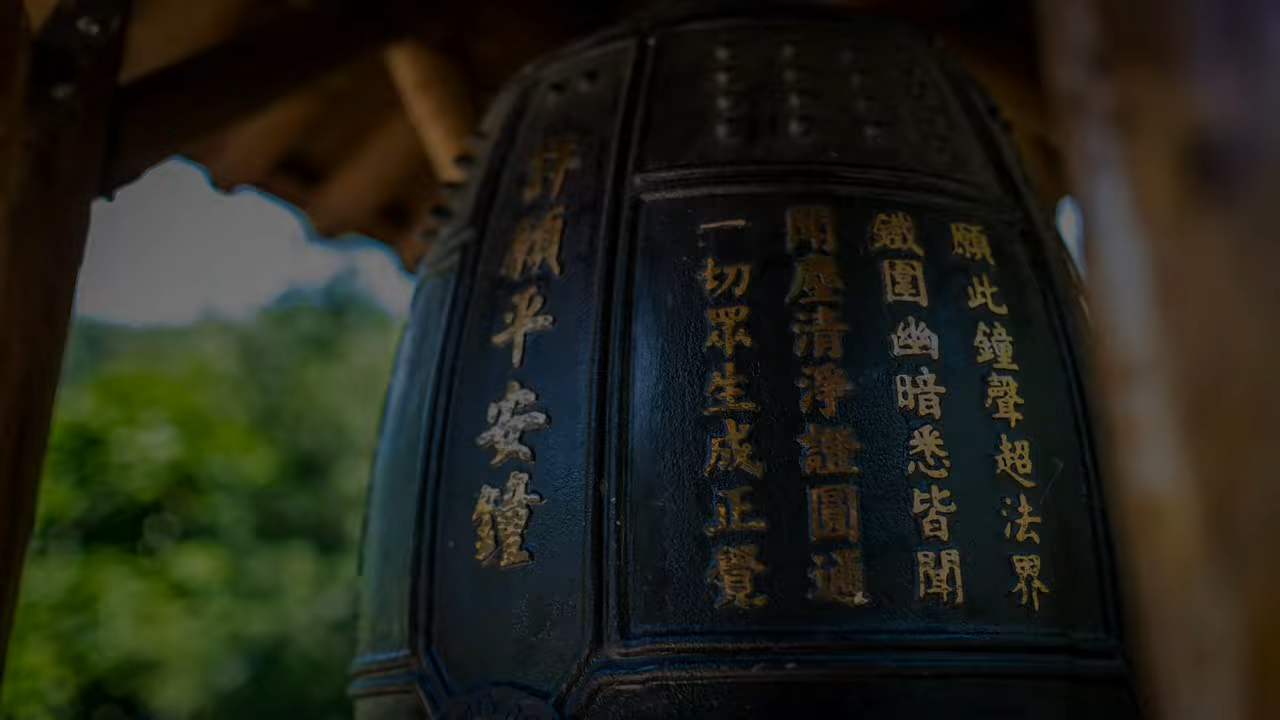 願此鐘聲超法界
鐵圍幽暗悉皆聞
聞塵清淨證圓通
一切眾生成正覺
祈願平安鐘